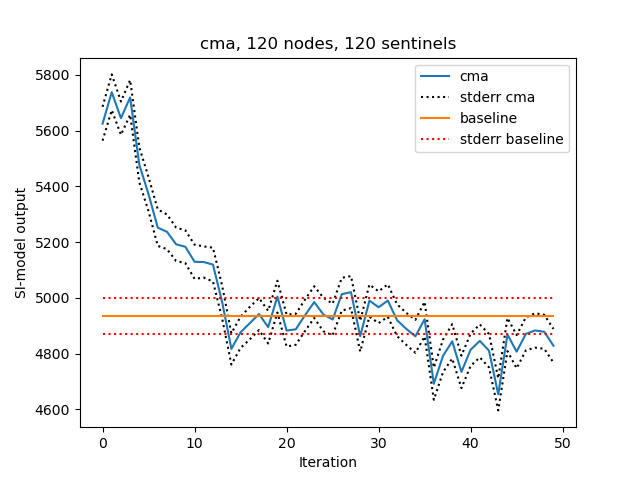 cma, 120 nodes, 120 sentinels
cma
stderr cma
baseline
stderr baseline
SI-model output
5800
5600
5400
5200
5000
4800
4600
0 10 20 30 40 50
Iteration